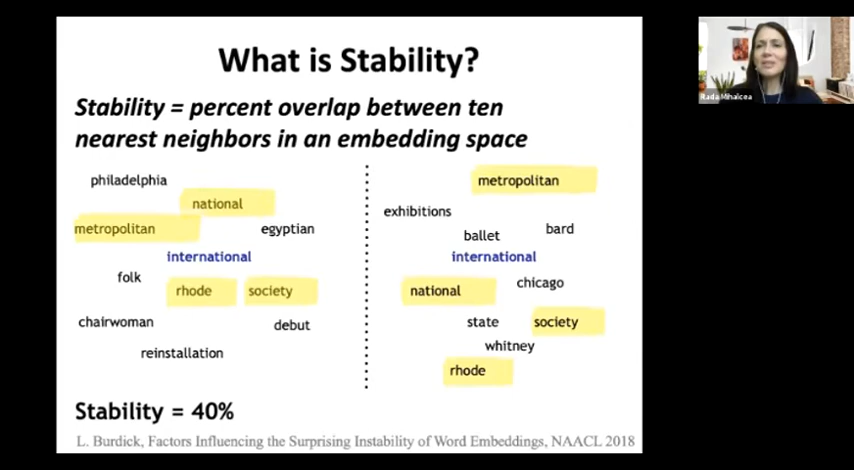 What is Stability?
Stability = percent overlap between ten
nearest neighbors in an embedding space
philadelphia
national
metropolitan
egyptian
international
folk
rhode
society
chairwoman
debut
reinstallation
metropolitan
exhibitions
ballet
bard
international
national
chicago
state
society
whitney
rhode
Stability = 40%
L. Burdick, Factors Influencing the Surprising Instability of Word Embeddings, NAACL 2018
Rada Mihalcea